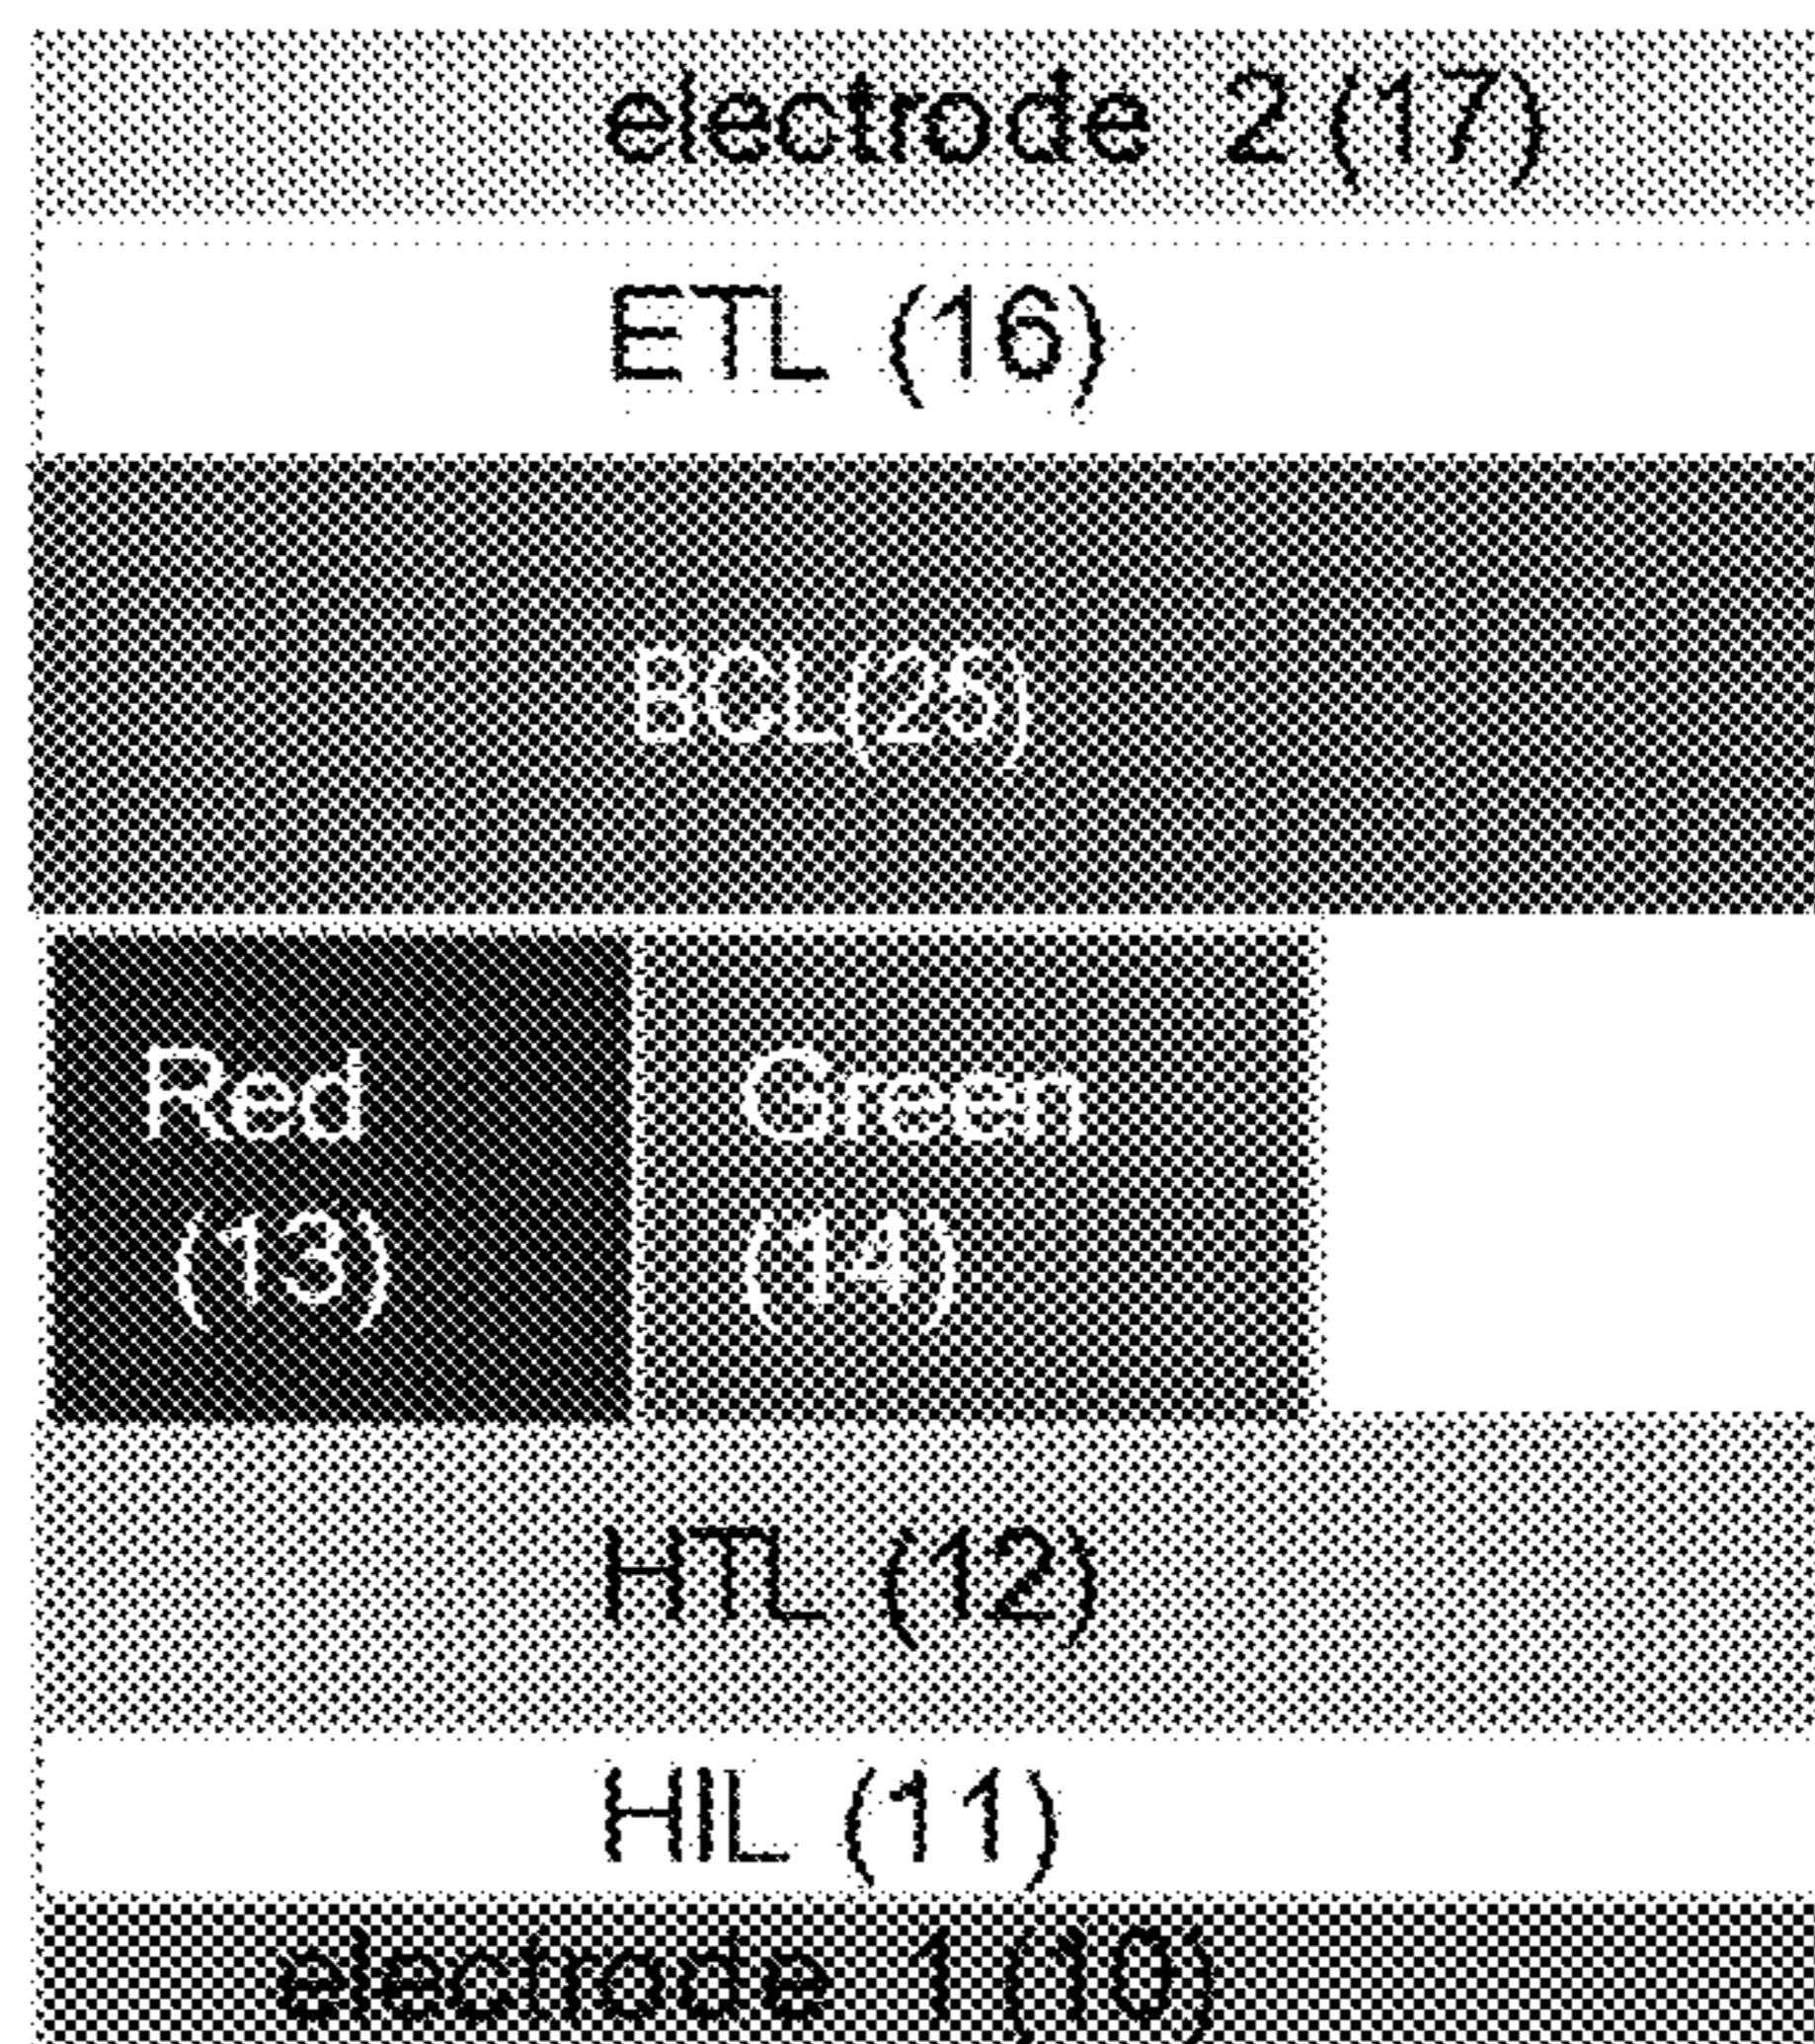 electrode 2 (17)
ETL (16)
BCL(25)
Red
(13)
Green
(14)
HTL (12)
HIL (11)
electrode 1 (10)